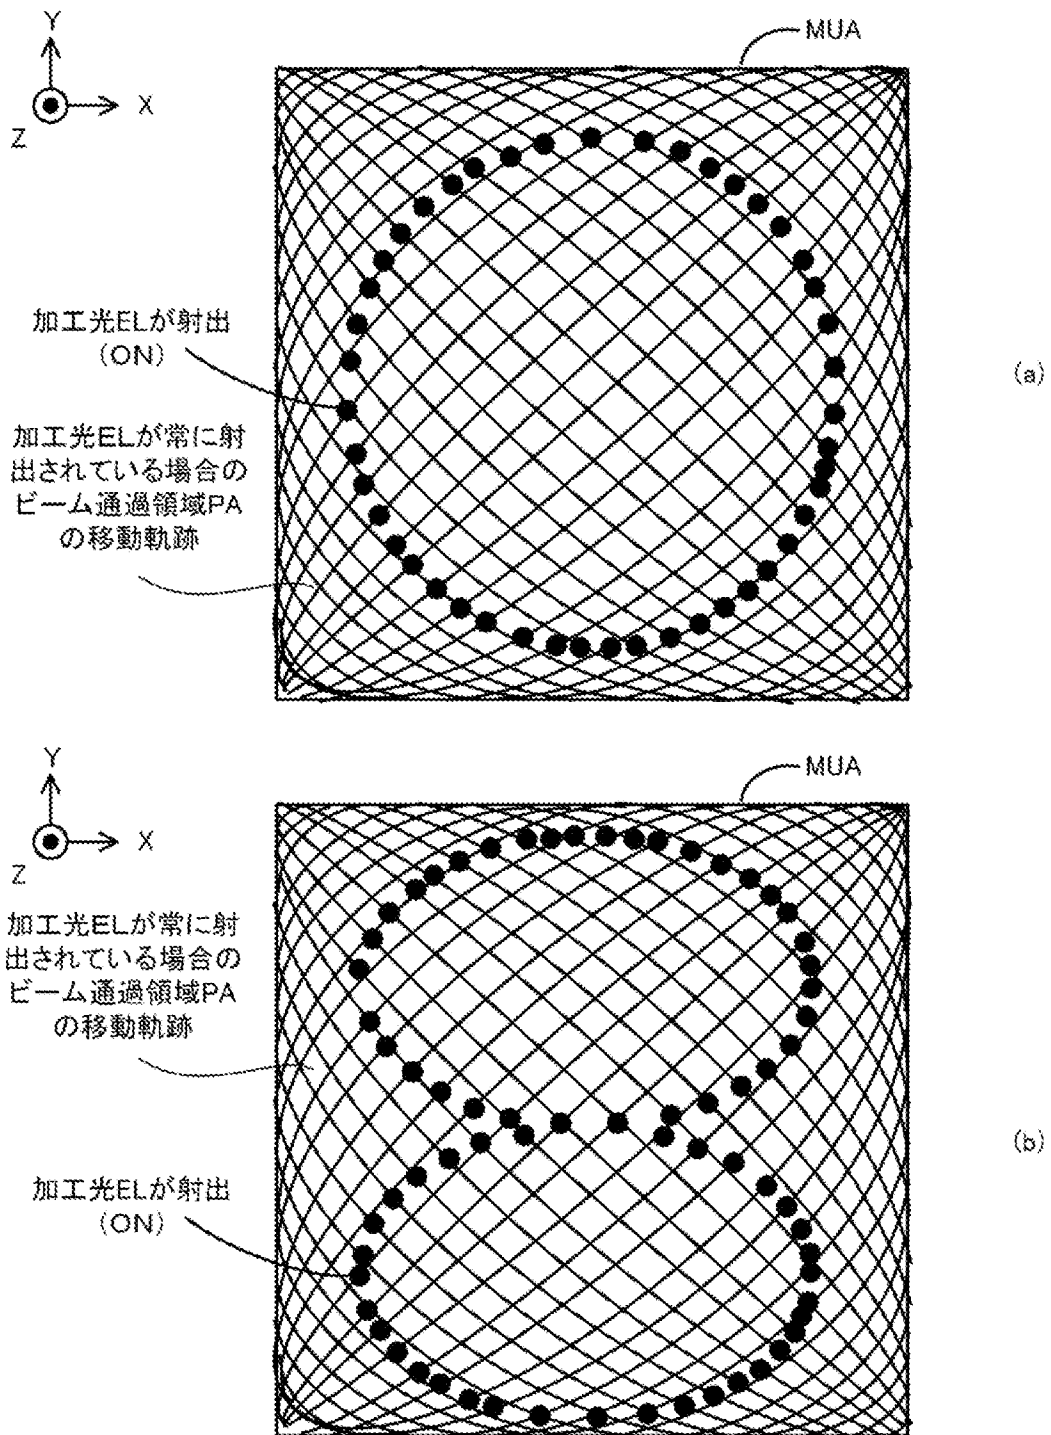 Y
MUA
X
Z
加工光ELが射出
(ON)
(a)
加工光ELが常に射
出されている場合の
ビーム通過領域PA
の移動軌跡
Y
MUA
X
Z
加工光ELが常に射
出されている場合の
ビーム通過領域PA
の移動軌跡
(b)
加工光ELが射出
(ON)